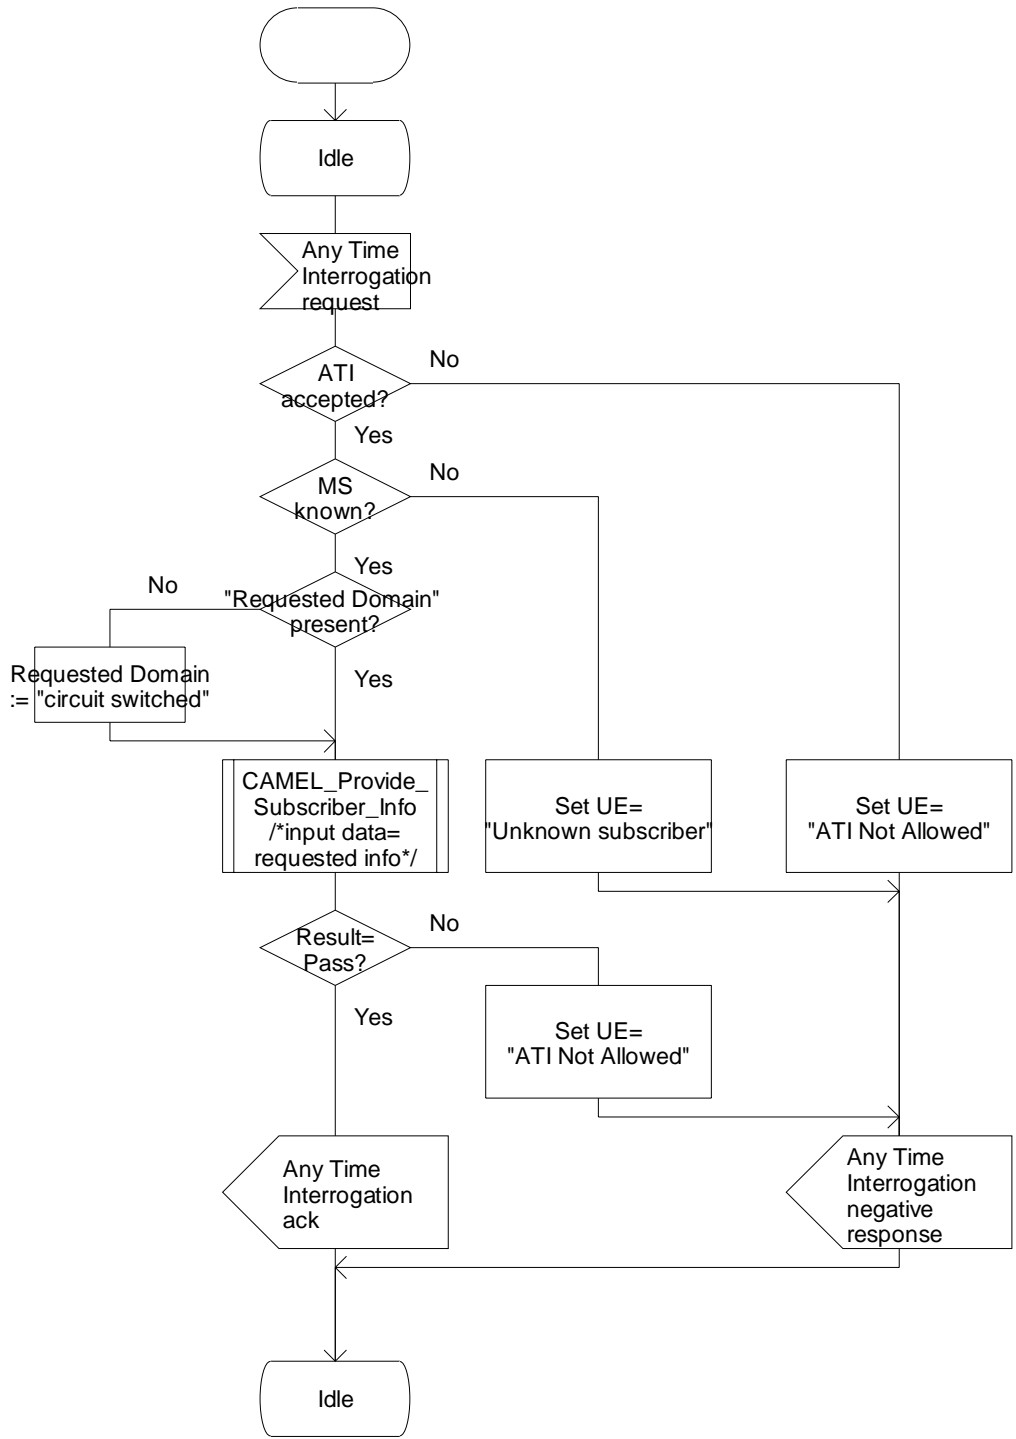 Idle
Any Time
Interrogation
request
ATI
accepted?
No
Yes
MS
known?
No
Yes
"Requested Domain"
present?
No
Yes
Requested Domain
:= "circuit switched"
CAMEL_Provide_
Subscriber_Info
/*input data=
requested info*/
Set UE=
"Unknown subscriber"
Set UE=
"ATI Not Allowed"
Result=
Pass?
No
Yes
Set UE=
"ATI Not Allowed"
Any Time
Interrogation
ack
Any Time
Interrogation
negative
response
Idle